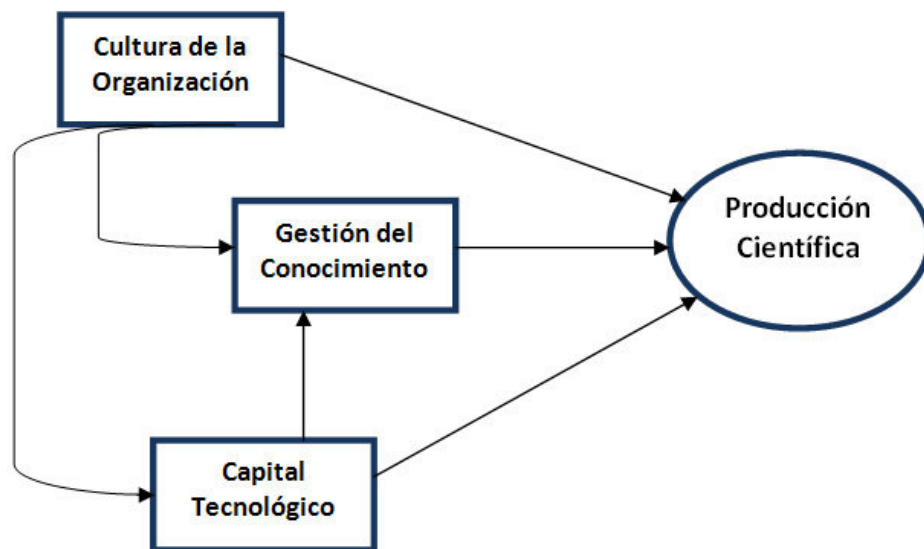 Cultura de la
Organización
Gestión del
Conocimiento
Producción
Científica
Capital
Tecnológico